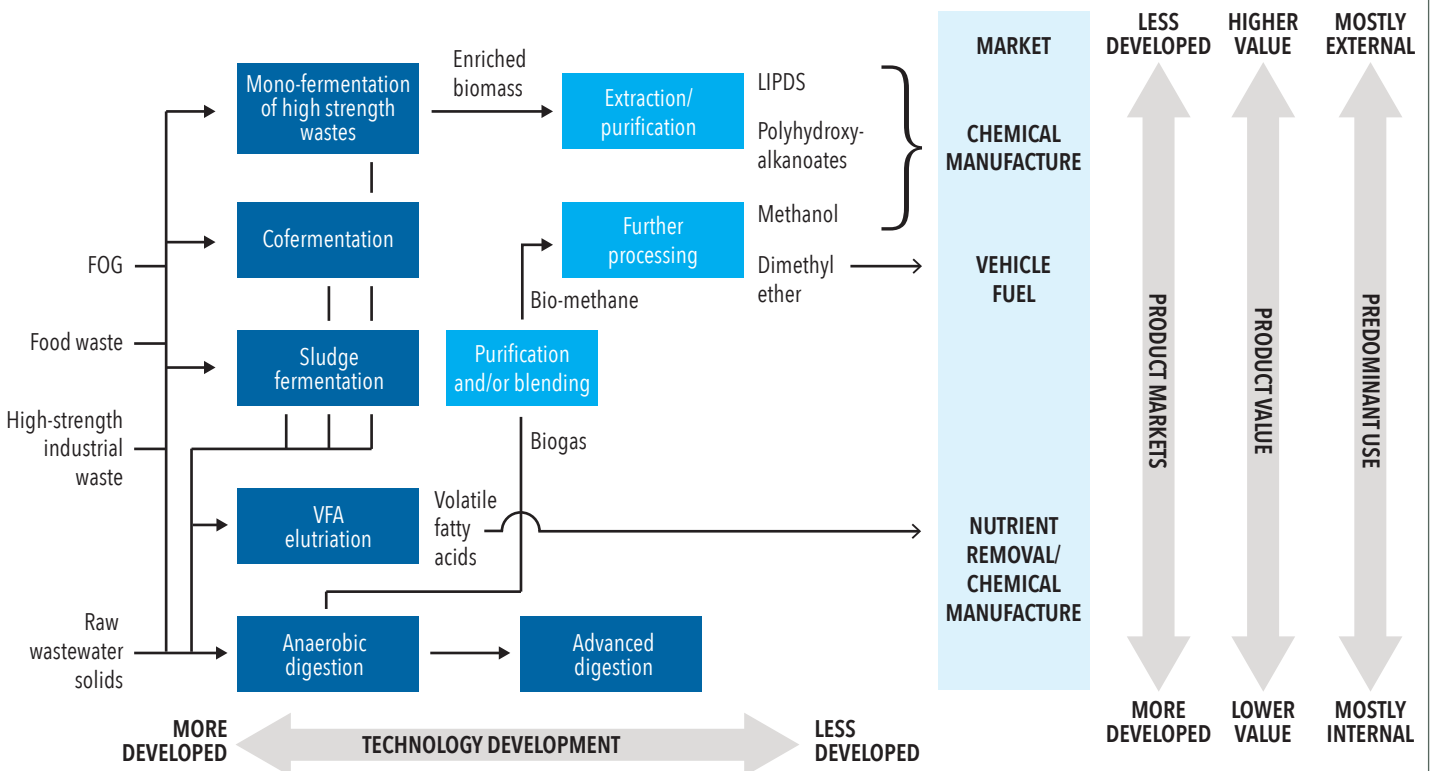 FOG
Food waste
High-strength
industrial
waste
Raw
wastewater
solids
Mono-fermentation
of high strength
wastes
Cofermentation
Sludge
fermentation
VFA
elutriation
Anaerobic
digestion
Enriched
biomass
Extraction/
purification
Further
processing
Bio-methane
Purification
and/or blending
Biogas
Volatile
fatty
acids
Advanced
digestion
LIPDS
Polyhydroxy-
alkanoates
Methanol
Dimethyl
ether
MARKET
CHEMICAL
MANUFACTURE
VEHICLE
FUEL
NUTRIENT
REMOVAL/
CHEMICAL
MANUFACTURE
LESS
DEVELOPED
PRODUCT MARKETS
MORE
DEVELOPED
HIGHER
VALUE
PRODUCT VALUE
LOWER
VALUE
MOSTLY
EXTERNAL
PREDOMINANT USE
MOSTLY
INTERNAL
MORE
DEVELOPED
TECHNOLOGY DEVELOPMENT
LESS
DEVELOPED